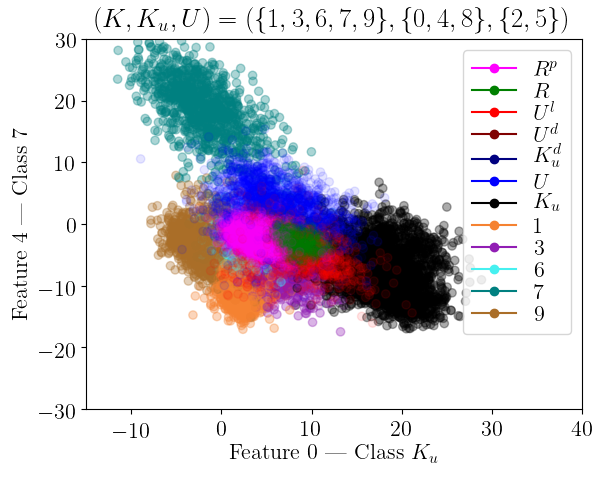 (K, K_u, U) = ({1, 3, 6, 7, 9}, {0, 4, 8}, {2, 5})
30
20
10
0
−10
−20
−30
Feature 4 — Class 7
−10
0
10
20
30
40
Feature 0 — Class K_u
R^p
R
U^l
U^d
K_u^d
U
K_u
1
3
6
7
9